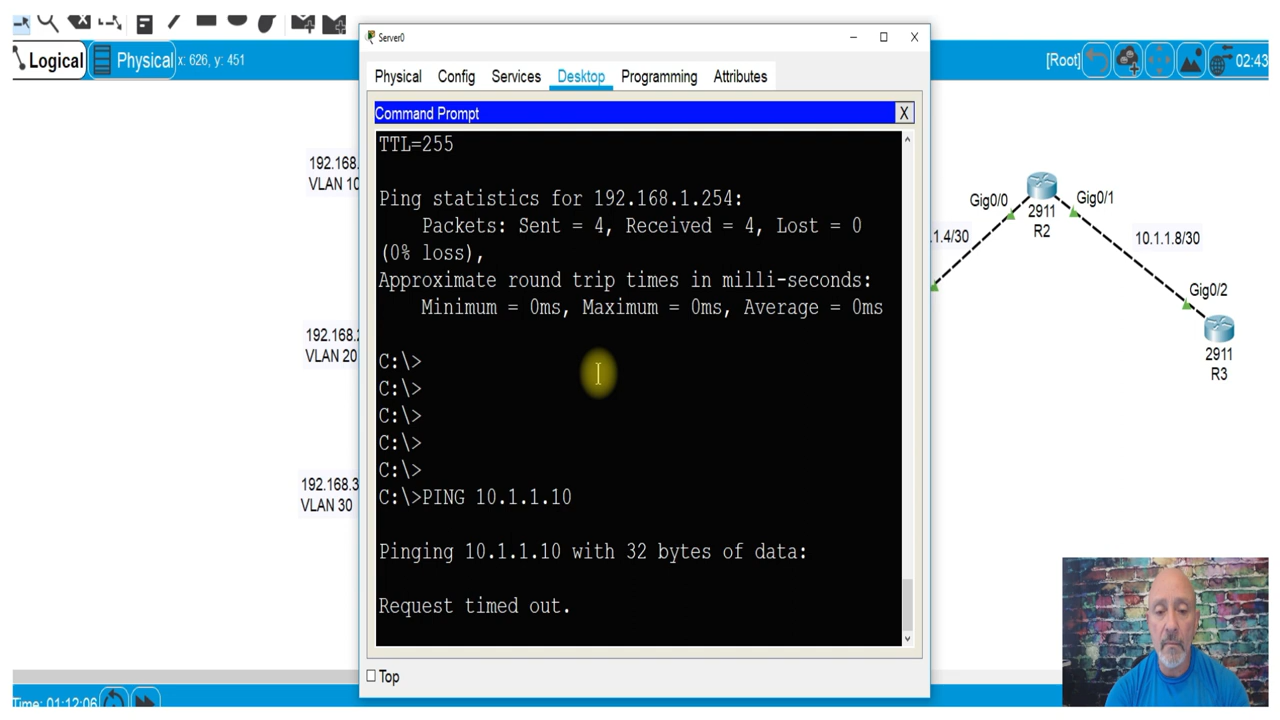 Server0
Logical
Physical
x: 626, y: 451
[Root]
02:43
Physical
Config
Services
Desktop
Programming
Attributes
Command Prompt
X
TTL=255
Ping statistics for 192.168.1.254:
Packets: Sent = 4, Received = 4, Lost = 0
(0% loss),
Approximate round trip times in milli-seconds:
Minimum = 0ms, Maximum = 0ms, Average = 0ms
C:\>
C:\>
C:\>
C:\>
C:\>
C:\>PING 10.1.1.10
Pinging 10.1.1.10 with 32 bytes of data:
Request timed out.
Top
192.168.
VLAN 10
192.168.2
VLAN 20
192.168.3
VLAN 30
Gig0/0
Gig0/1
2911
R2
.1.4/30
10.1.1.8/30
Gig0/2
2911
R3
Time: 01:12:06